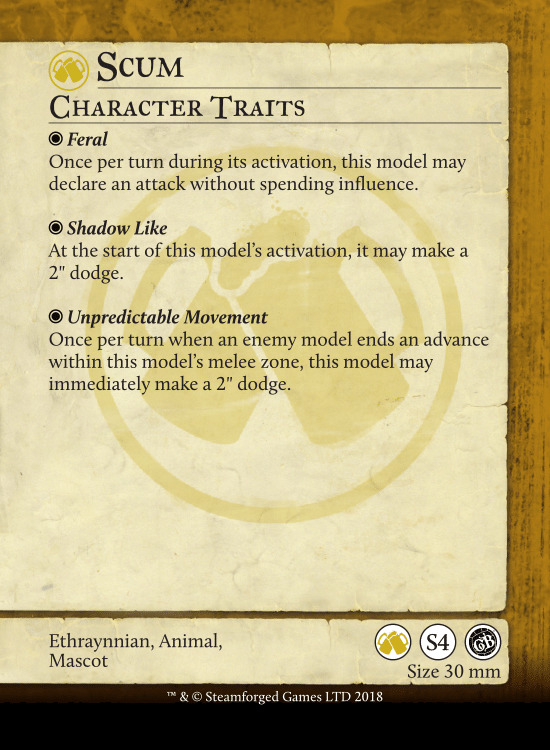 Scum
Character Traits
Feral
Once per turn during its activation, this model may
declare an attack without spending influence.
Shadow Like
At the start of this model's activation, it may make a
2" dodge.
Unpredictable Movement
Once per turn when an enemy model ends an advance
within this model's melee zone, this model may
immediately make a 2" dodge.
Ethraynnian, Animal,
Mascot
S4
GB
Size 30 mm
™ & © Steamforged Games LTD 2018